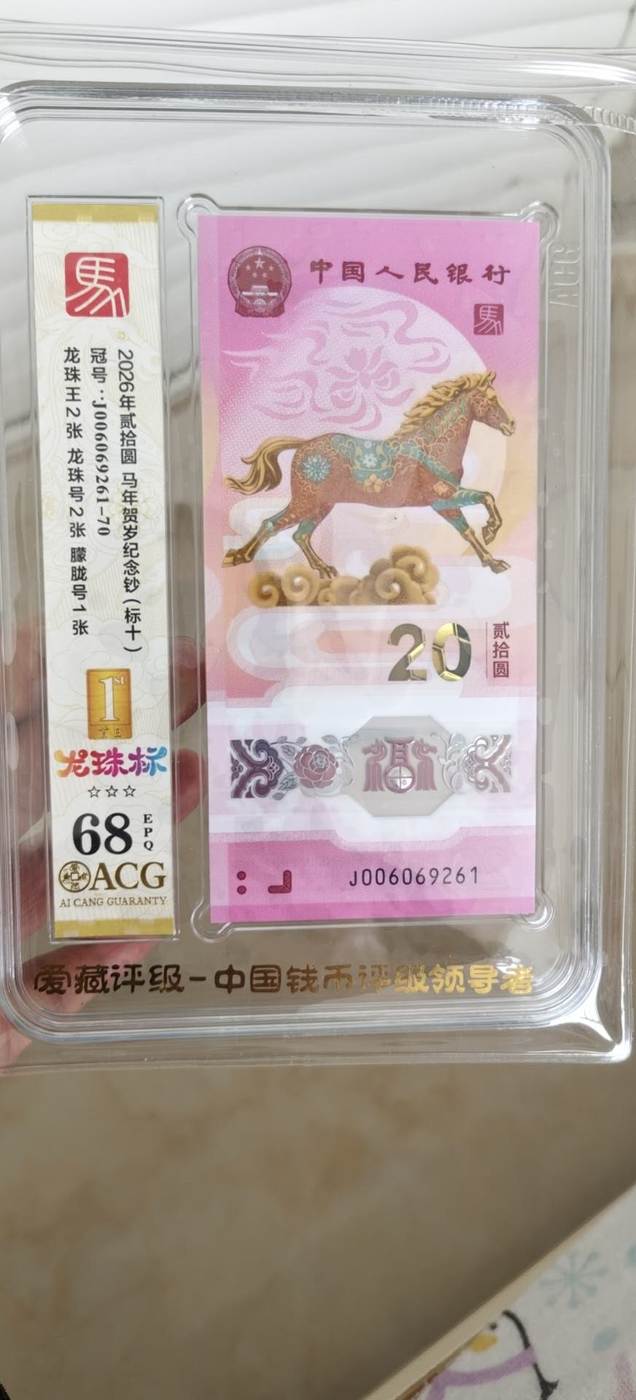 馬
2026年贰拾圆 马年贺岁纪念钞(标十)
冠号:J006069261-70
龙珠王2张 龙珠号2张 朦胧号1张
1ST
龙珠标
☆☆☆
68
EPQ
ACG
AI CANG GUARANTY
中国人民银行
馬
20
贰拾圆
福
J006069261
爱藏评级-中国钱币评级领导者